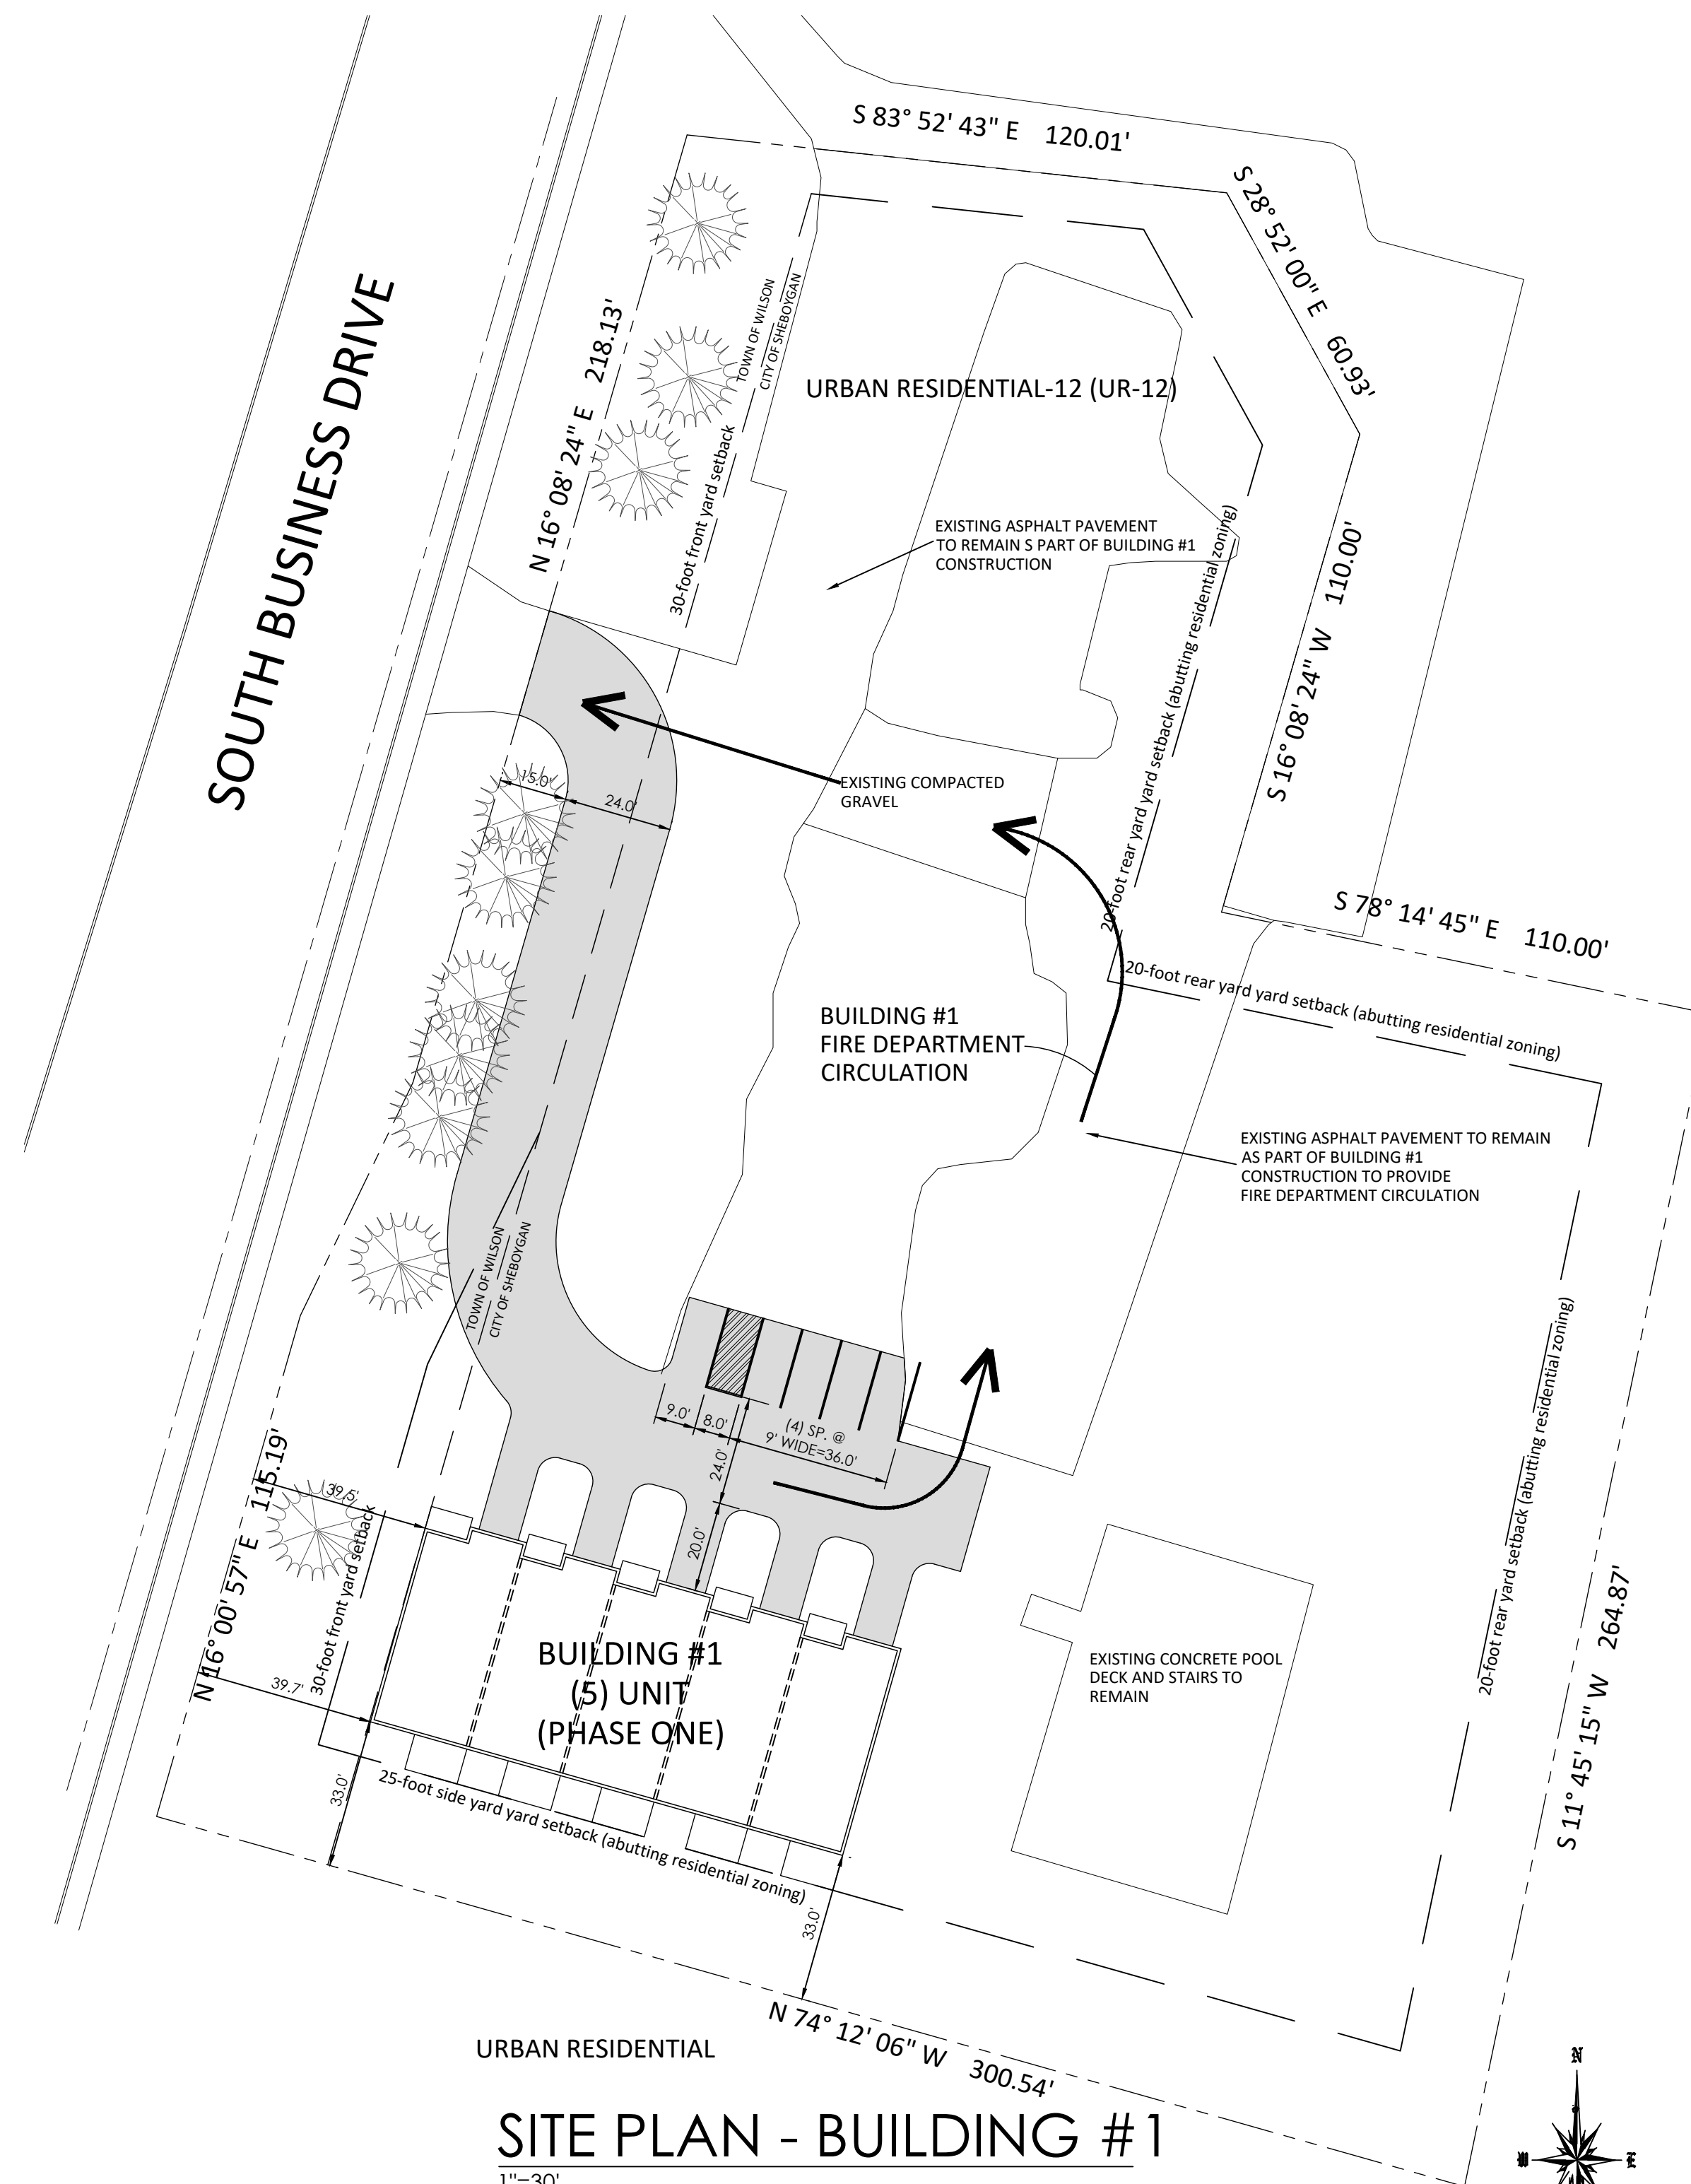 S 83° 52' 43" E 120.01'
S 28° 52' 00" E 60.93'
SOUTH BUSINESS DRIVE
N 16° 08' 24" E 218.13'
TOWN OF WILSON
CITY OF SHEBOYGAN
URBAN RESIDENTIAL-12 (UR-12)
30-foot front yard setback
EXISTING ASPHALT PAVEMENT
TO REMAIN S PART OF BUILDING #1
CONSTRUCTION
20-foot rear yard yard setback (abutting residential zoning)
S 16° 08' 24" W 110.00'
EXISTING COMPACTED
GRAVEL
15.0'
24.0'
S 78° 14' 45" E 110.00'
20-foot rear yard yard setback (abutting residential zoning)
BUILDING #1
FIRE DEPARTMENT
CIRCULATION
EXISTING ASPHALT PAVEMENT TO REMAIN
AS PART OF BUILDING #1
CONSTRUCTION TO PROVIDE
FIRE DEPARTMENT CIRCULATION
TOWN OF WILSON
CITY OF SHEBOYGAN
9.0'
8.0'
(4) SP. @
9' WIDE=36.0'
24.0'
20.0'
N 16° 00' 57" E 115.19'
39.5'
30-foot front yard setback
39.7'
BUILDING #1
(5) UNIT
(PHASE ONE)
EXISTING CONCRETE POOL
DECK AND STAIRS TO
REMAIN
20-foot rear yard setback (abutting residential zoning)
S 11° 45' 15" W 264.87'
33.0'
25-foot side yard yard setback (abutting residential zoning)
33.0'
N 74° 12' 06" W 300.54'
URBAN RESIDENTIAL
SITE PLAN - BUILDING #1
1"=30'
N
E